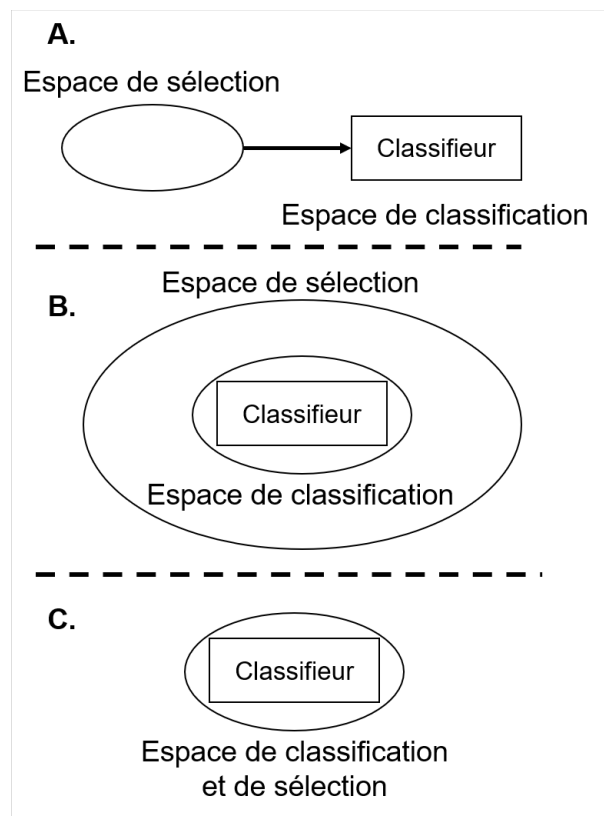 A.
Espace de sélection
Classifieur
Espace de classification
Espace de sélection
B.
Classifieur
Espace de classification
C.
Classifieur
Espace de classification
et de sélection